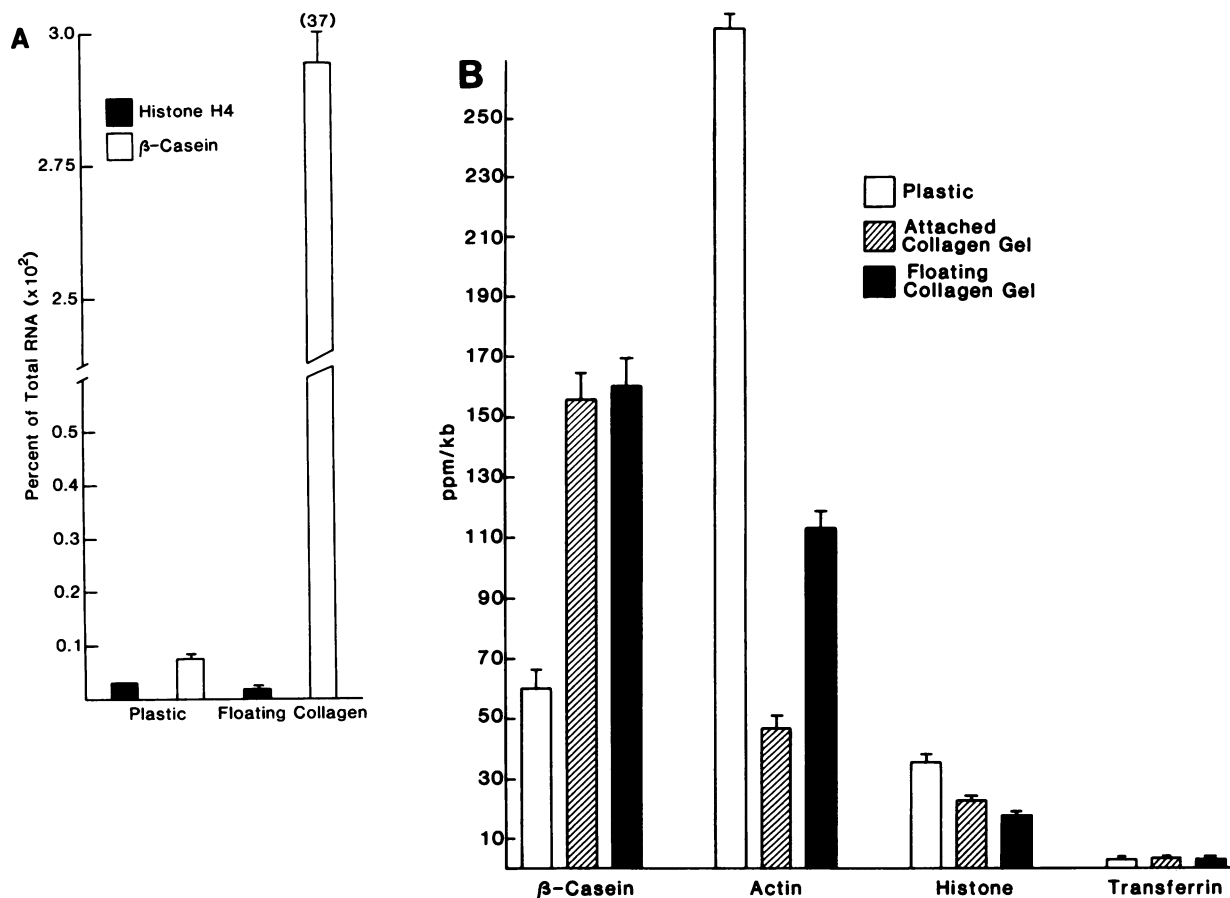 A
(37)
3.0
2.75
2.5
0.5
0.4
0.3
0.2
0.1
Percent of Total RNA (x10²)
Histone H4
β-Casein
Plastic
Floating Collagen
B
250
230
210
190
170
150
130
110
90
70
50
30
10
ppm/kb
Plastic
Attached
Collagen Gel
Floating
Collagen Gel
β-Casein
Actin
Histone
Transferrin